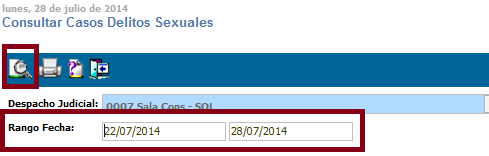 lunes, 28 de julio de 2014
Consultar Casos Delitos Sexuales
Despacho Judicial: 0007 Sala Cons - SOL
Rango Fecha: 22/07/2014 28/07/2014